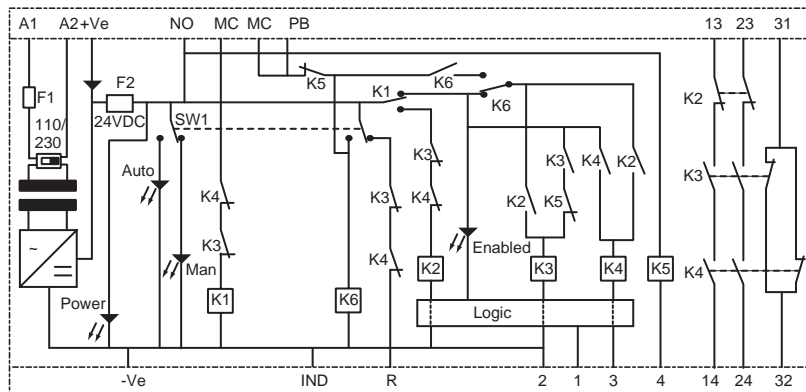 A1 A2+Ve NO MC MC PB 13 23 31
F2
K5
K6
K1
K6
K2
F1
24VDC
SW1
110/
230
K3
K3 K4 K2
K3
Auto
K4
K3
K4
K2
K5
K3
Man
K4
Enabled
K4
~
K2 K3 K4 K5
Power
K1 K6
Logic
-Ve IND R 2 1 3 4 14 24 32